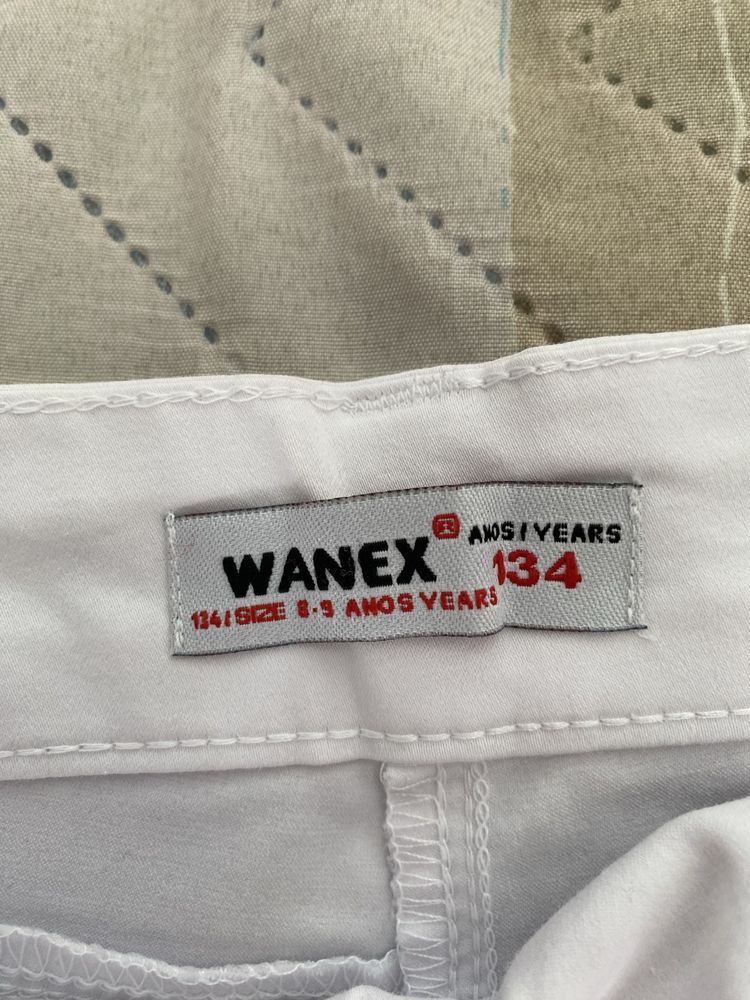 WANEX®
ANOS/YEARS
134
134/SIZE 8-9 ANOS YEARS